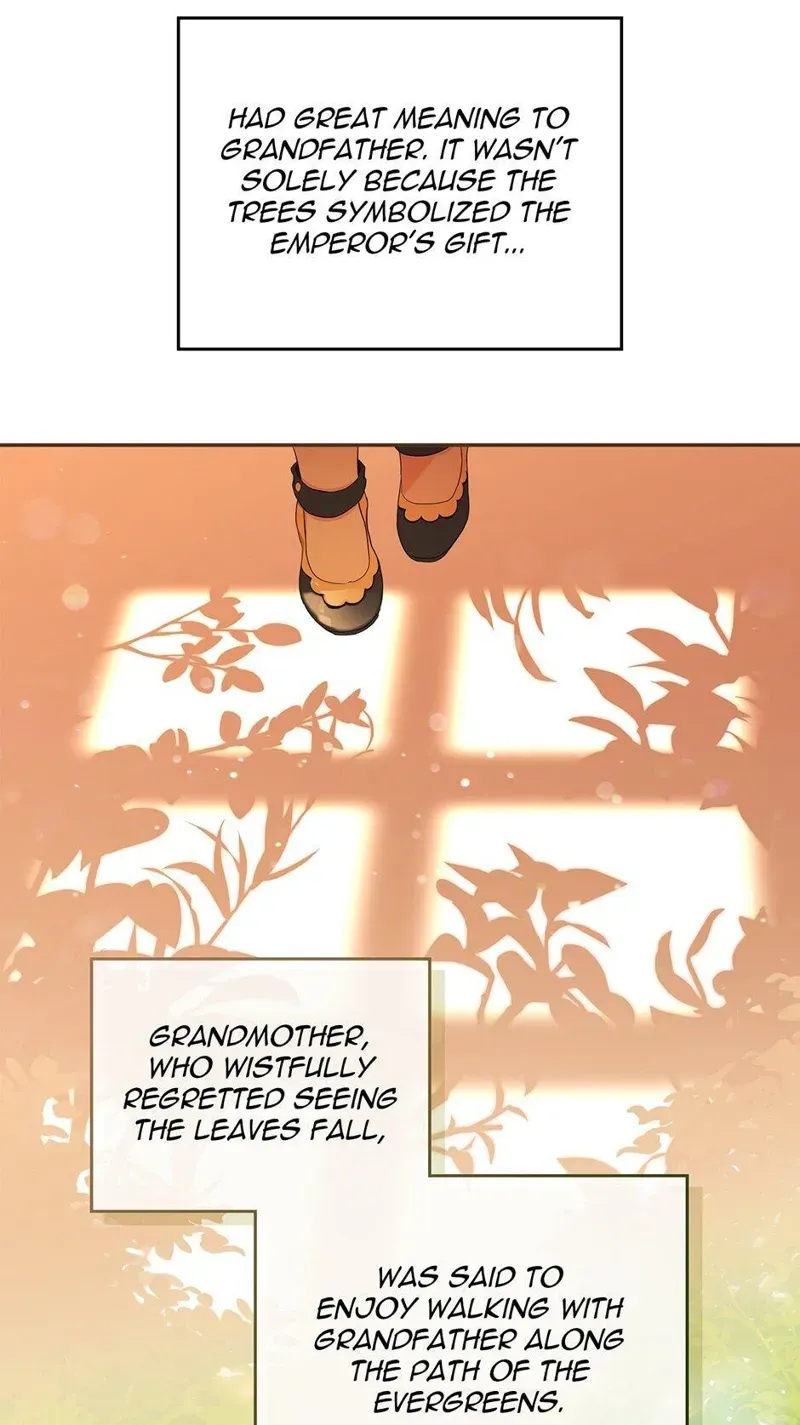 HAD GREAT MEANING TO
GRANDFATHER. IT WASN'T
SOLELY BECAUSE THE
TREES SYMBOLIZED THE
EMPEROR'S GIFT...
GRANDMOTHER,
WHO WISTFULLY
REGRETTED SEEING
THE LEAVES FALL,
WAS SAID TO
ENJOY WALKING WITH
GRANDFATHER ALONG
THE PATH OF THE
EVERGREENS.